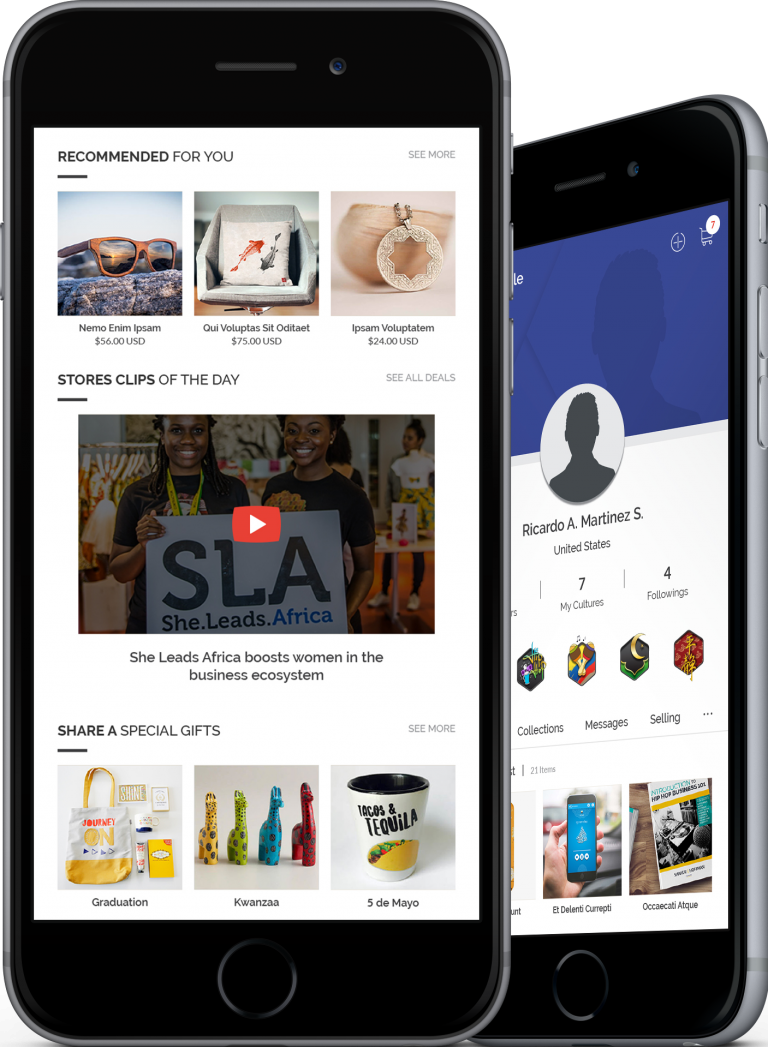 RECOMMENDED FOR YOU
SEE MORE
Nemo Enim Ipsam
$56.00 USD
Qui Voluptas Sit Oditaet
$75.00 USD
Ipsam Voluptatem
$24.00 USD
STORES CLIPS OF THE DAY
SEE ALL DEALS
SLA
She.Leads.Africa
She Leads Africa boosts women in the
business ecosystem
SHARE A SPECIAL GIFTS
SEE MORE
SHINE
JOURNEY
ON
TACOS &
TEQUILA
Graduation
Kwanzaa
5 de Mayo
le
7
Ricardo A. Martinez S.
United States
rs
7
My Cultures
4
Followings
Collections
Messages
Selling
...
st | 21 Items
INTRODUCTION TO
HIP HOP BUSINESS 101
unt
Et Delenti Currepti
Occaecati Atque